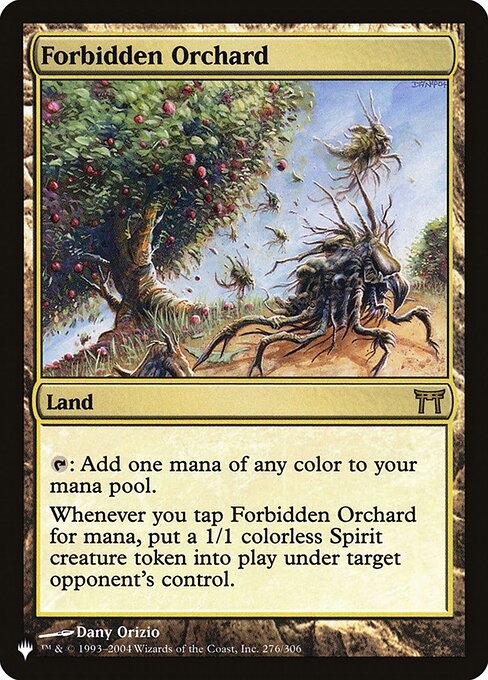 Forbidden Orchard
Land
: Add one mana of any color to your
mana pool.
Whenever you tap Forbidden Orchard
for mana, put a 1/1 colorless Spirit
creature token into play under target
opponent's control.
Dany Orizio
™ & © 1993–2004 Wizards of the Coast, Inc. 276/306